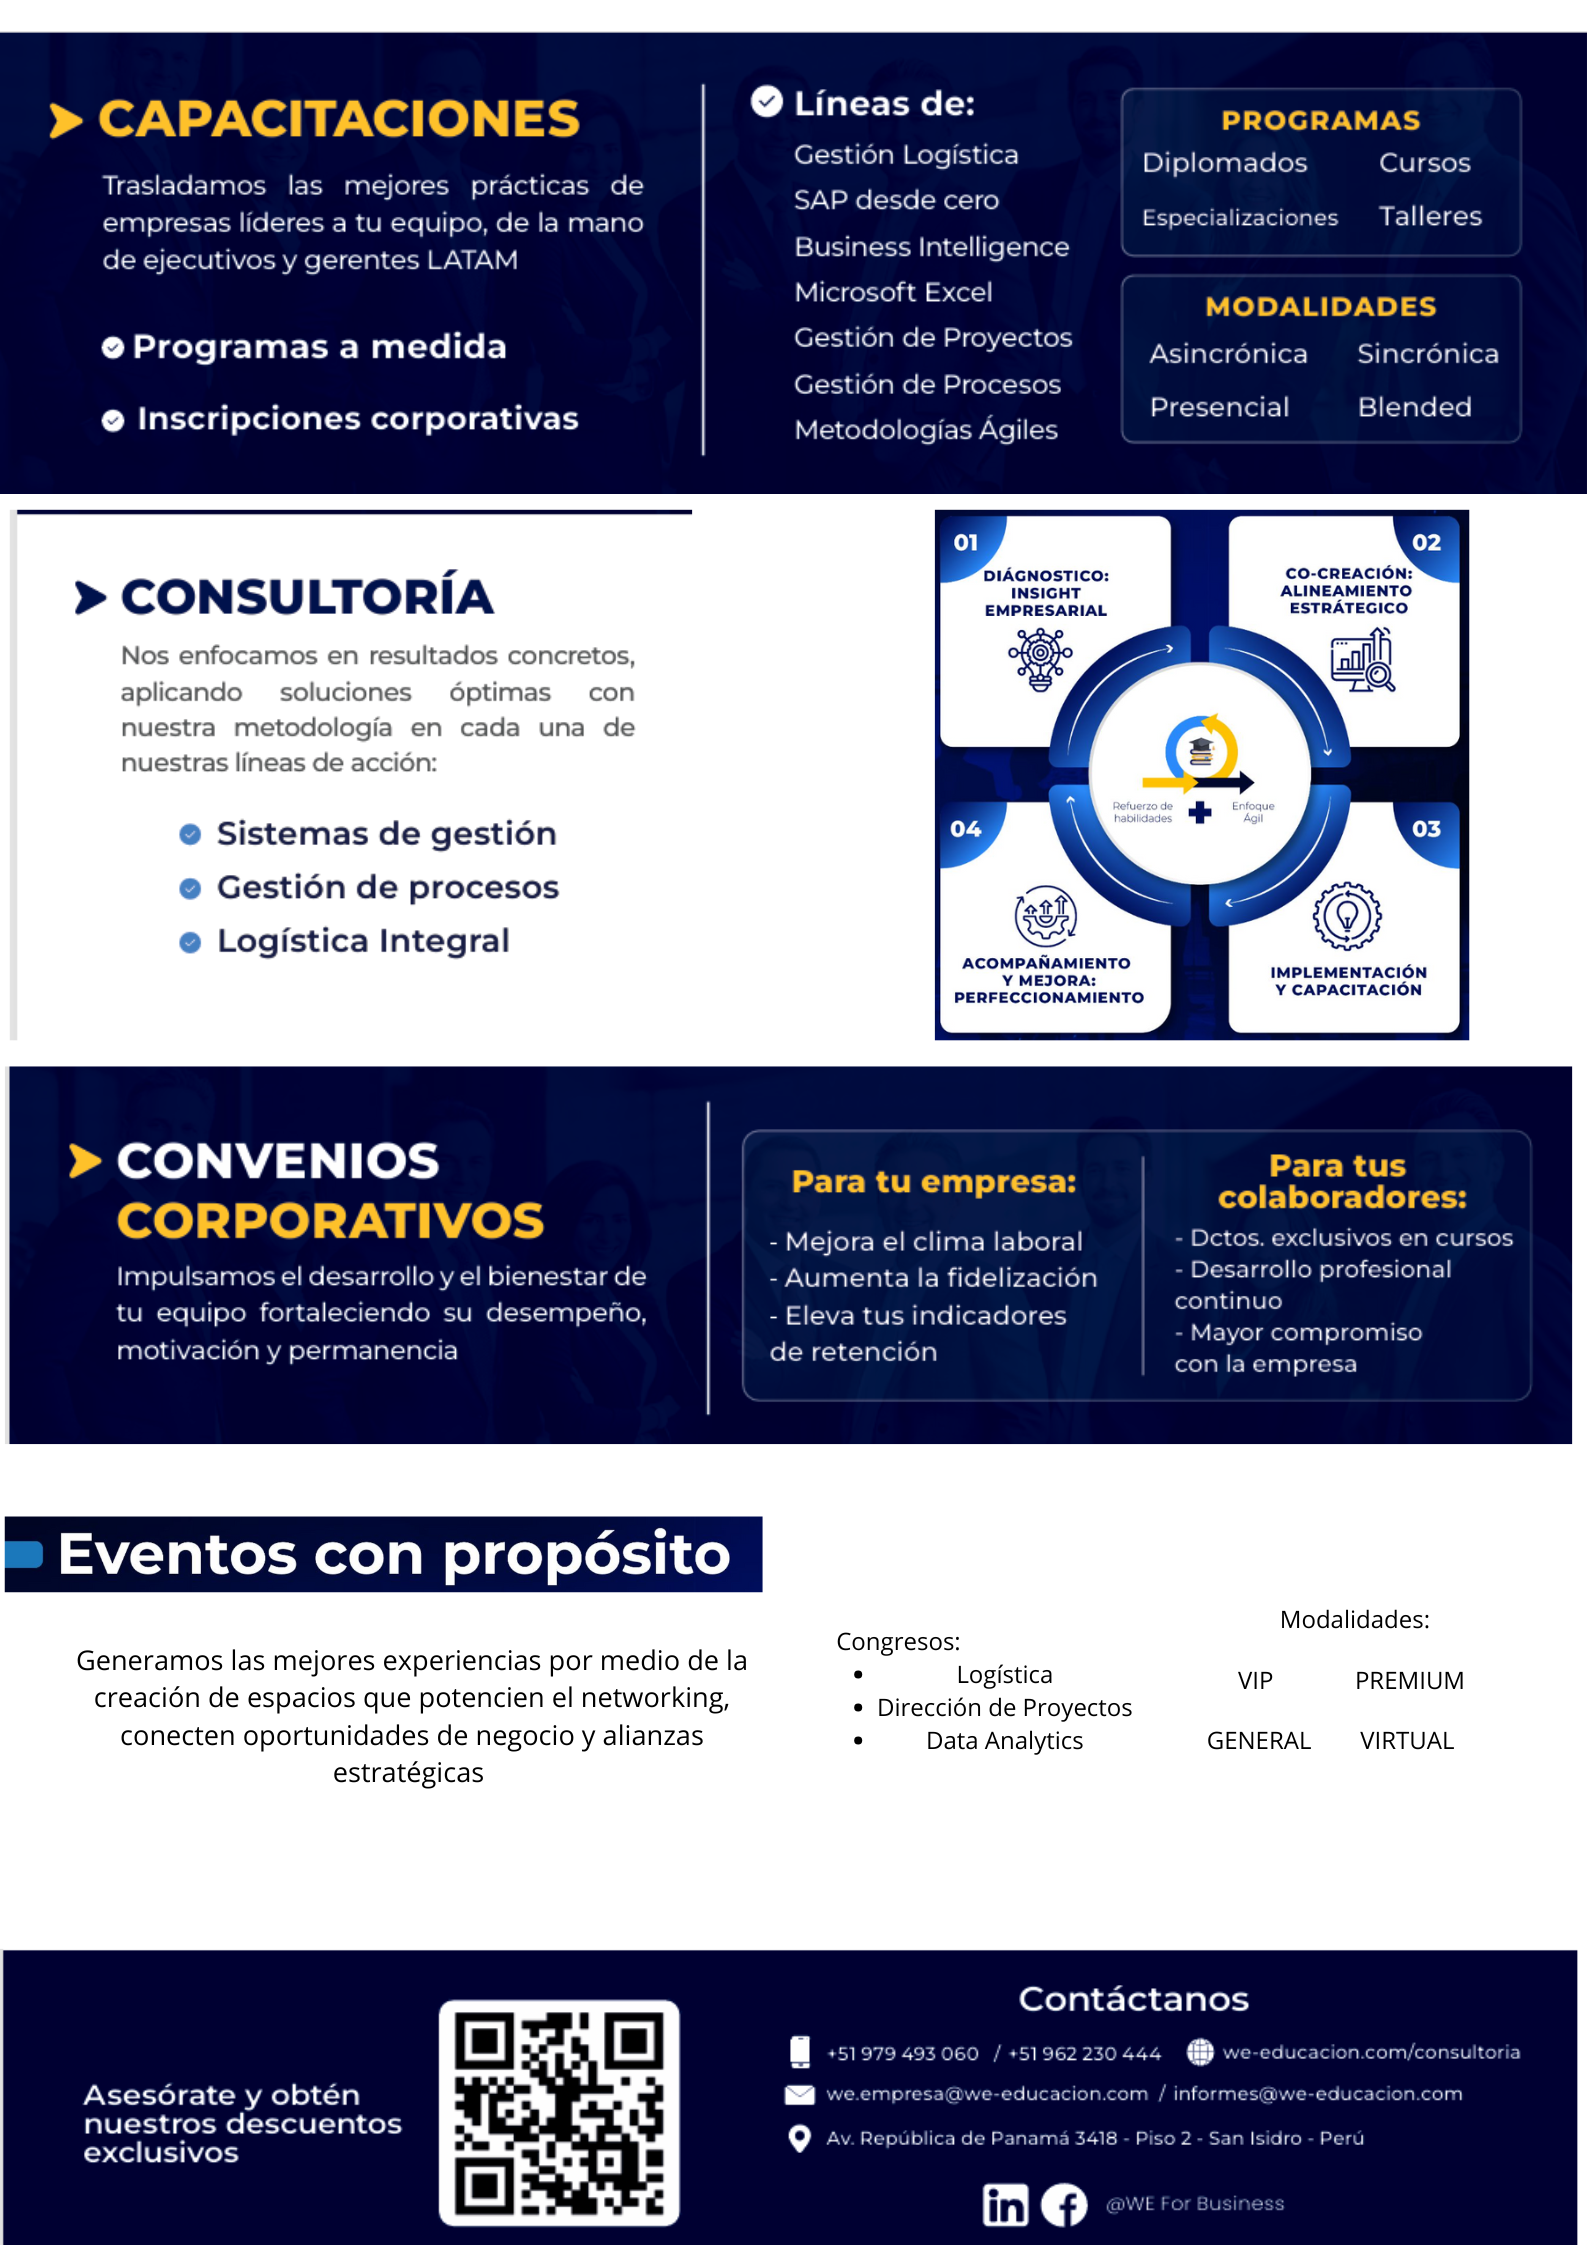 CAPACITACIONES
Trasladamos las mejores prácticas de
empresas líderes a tu equipo, de la mano
de ejecutivos y gerentes LATAM
Programas a medida
Inscripciones corporativas
Líneas de:
Gestión Logística
SAP desde cero
Business Intelligence
Microsoft Excel
Gestión de Proyectos
Gestión de Procesos
Metodologías Ágiles
PROGRAMAS
Diplomados Cursos
Especializaciones Talleres
MODALIDADES
Asincrónica Sincrónica
Presencial Blended
CONSULTORÍA
Nos enfocamos en resultados concretos,
aplicando soluciones óptimas con
nuestra metodología en cada una de
nuestras líneas de acción:
Sistemas de gestión
Gestión de procesos
Logística Integral
01
DIÁGNOSTICO:
INSIGHT
EMPRESARIAL
02
CO-CREACIÓN:
ALINEAMIENTO
ESTRÁTEGICO
Refuerzo de
habilidades
Enfoque
Ágil
03
IMPLEMENTACIÓN
Y CAPACITACIÓN
04
ACOMPAÑAMIENTO
Y MEJORA:
PERFECCIONAMIENTO
CONVENIOS
CORPORATIVOS
Impulsamos el desarrollo y el bienestar de
tu equipo fortaleciendo su desempeño,
motivación y permanencia
Para tu empresa:
- Mejora el clima laboral
- Aumenta la fidelización
- Eleva tus indicadores
de retención
Para tus
colaboradores:
- Dctos. exclusivos en cursos
- Desarrollo profesional
continuo
- Mayor compromiso
con la empresa
Eventos con propósito
Generamos las mejores experiencias por medio de la
creación de espacios que potencien el networking,
conecten oportunidades de negocio y alianzas
estratégicas
Congresos:
• Logística
• Dirección de Proyectos
• Data Analytics
Modalidades:
VIP PREMIUM
GENERAL VIRTUAL
Asesórate y obtén
nuestros descuentos
exclusivos
Contáctanos
+51 979 493 060 / +51 962 230 444 we-educacion.com/consultoria
we.empresa@we-educacion.com / informes@we-educacion.com
Av. República de Panamá 3418 - Piso 2 - San Isidro - Perú
in f @WE For Business